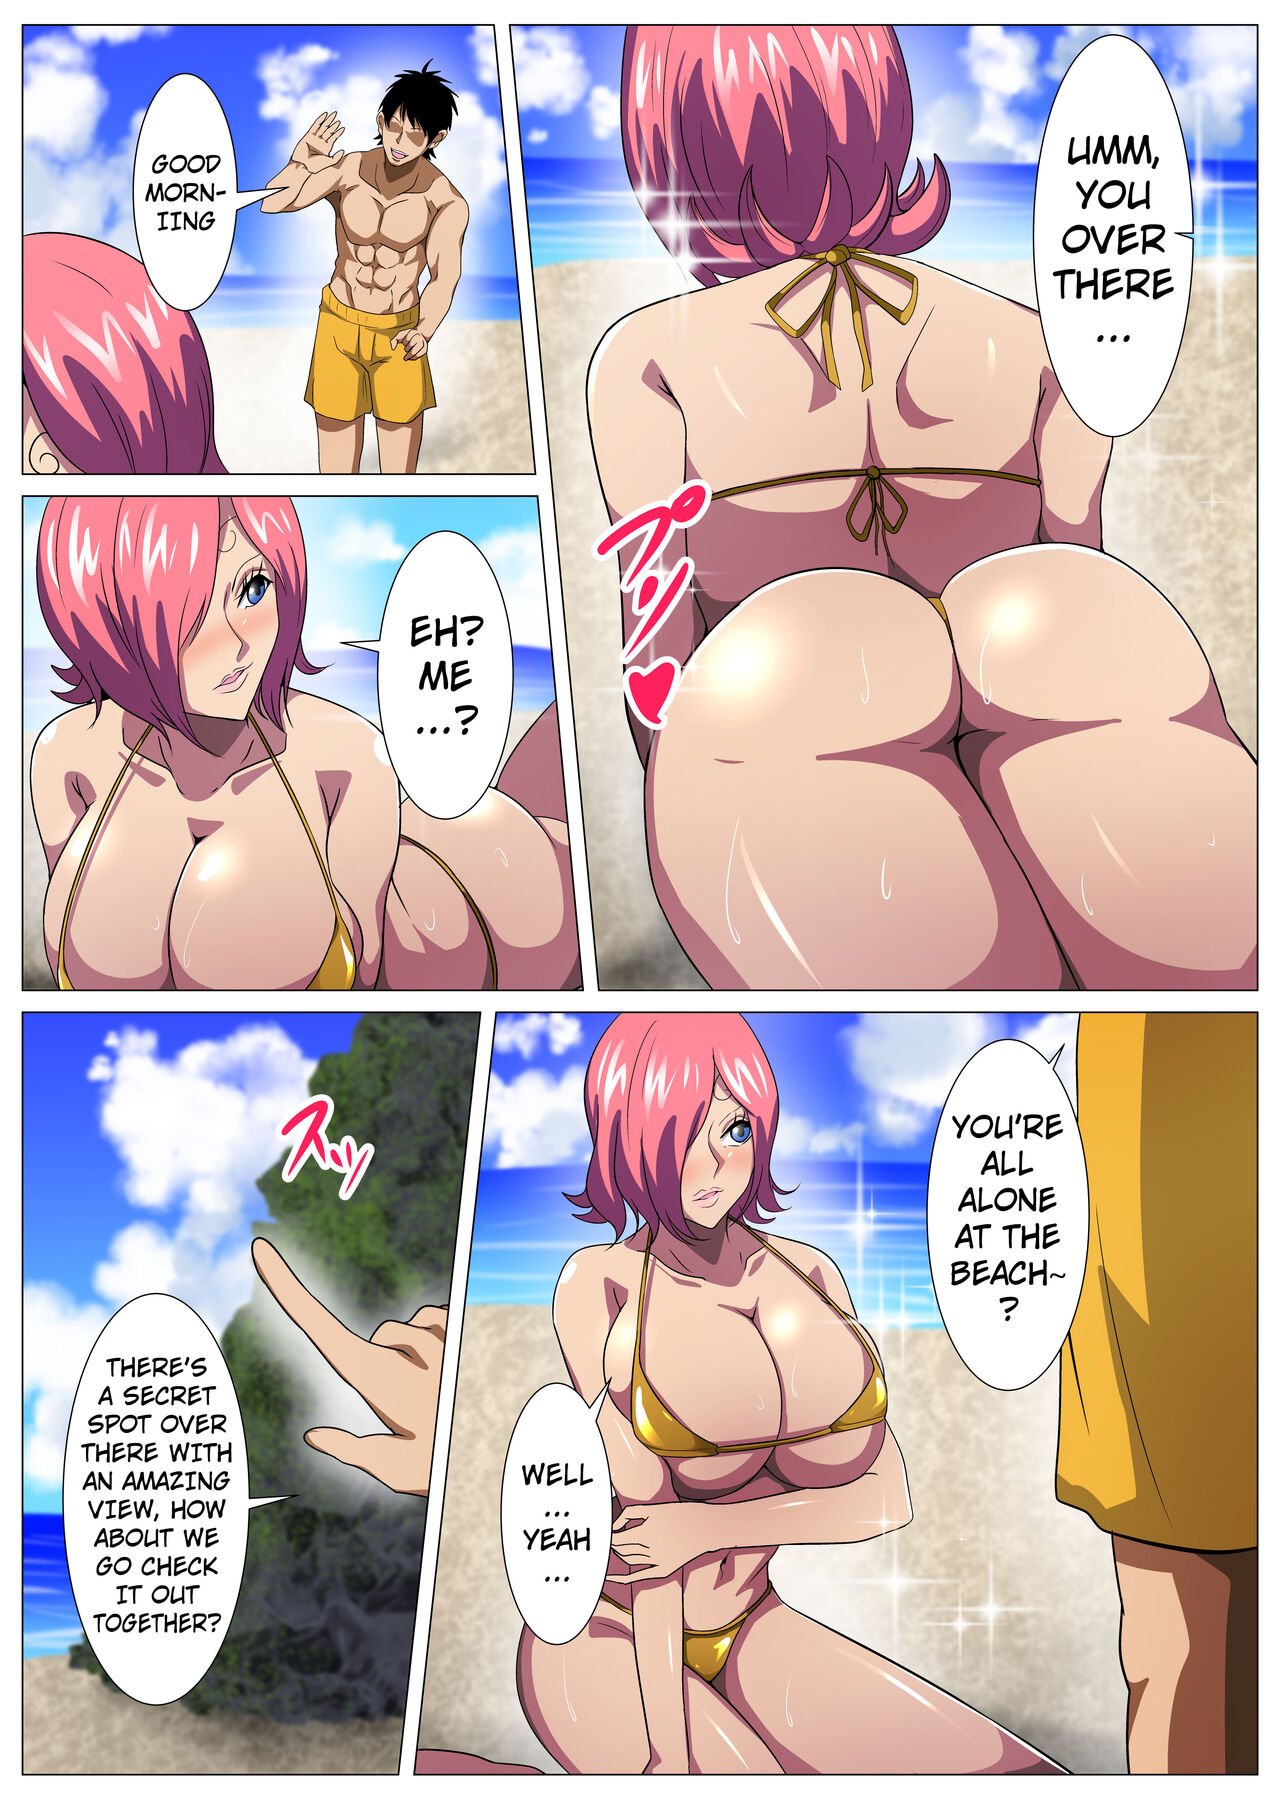 UMM,
YOU
OVER
THERE
...
プリン
GOOD
MORN-
IING
EH?
ME
...?
YOU'RE
ALL
ALONE
AT THE
BEACH~
?
WELL
...
YEAH
...
スッ
THERE'S
A SECRET
SPOT OVER
THERE WITH
AN AMAZING
VIEW, HOW
ABOUT WE
GO CHECK
IT OUT
TOGETHER?